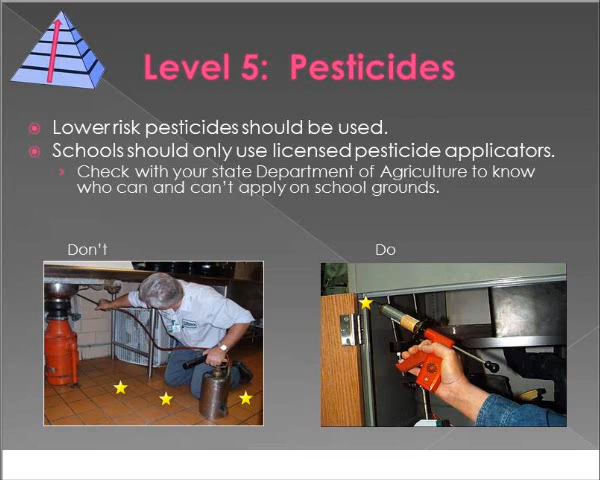 Level 5: Pesticides
Lower risk pesticides should be used.
Schools should only use licensed pesticide applicators.
Check with your state Department of Agriculture to know
who can and can't apply on school grounds.
Don't
Do